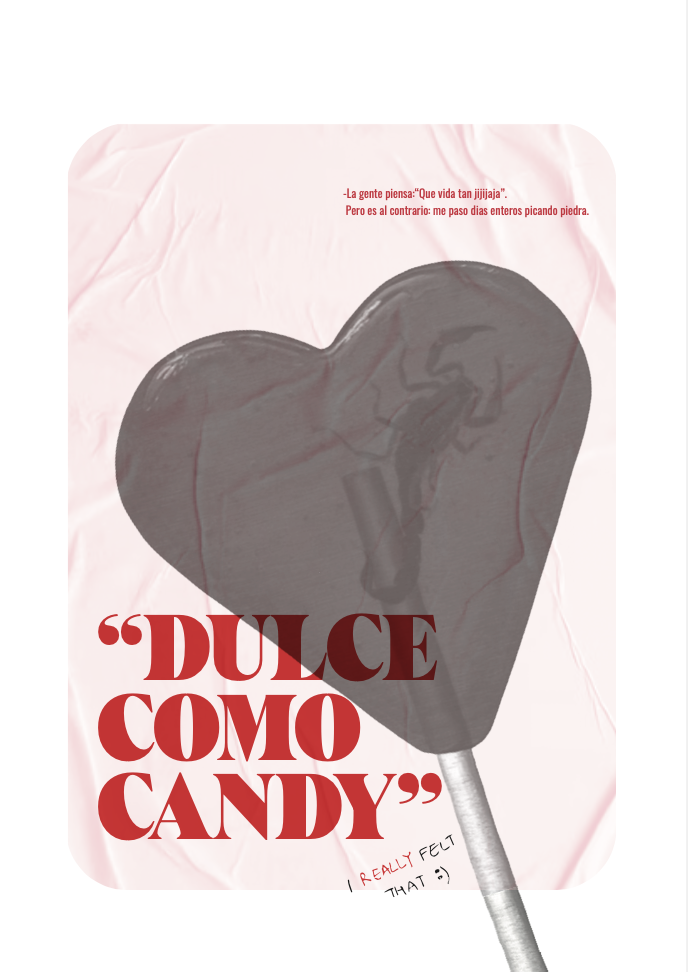 -La gente piensa:“Que vida tan jijijaja”.
Pero es al contrario: me paso dias enteros picando piedra.
“DULCE
COMO
CANDY”
I REALLY FELT
THAT :)